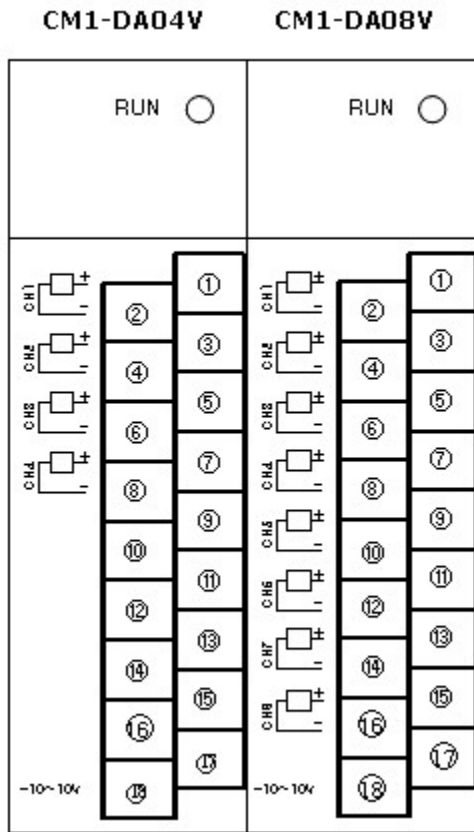 CM1-DA04V CM1-DA08V
RUN RUN
CH1 + - ② ① CH1 + - ② ①
CH2 + - ④ ③ CH2 + - ④ ③
CH3 + - ⑥ ⑤ CH3 + - ⑥ ⑤
CH4 + - ⑧ ⑦ CH4 + - ⑧ ⑦
⑩ ⑨ CH5 + - ⑩ ⑨
⑫ ⑪ CH6 + - ⑫ ⑪
⑭ ⑬ CH7 + - ⑭ ⑬
⑯ ⑮ CH8 + - ⑯ ⑮
-10~10V ⑱ ⑰ -10~10V ⑱ ⑰